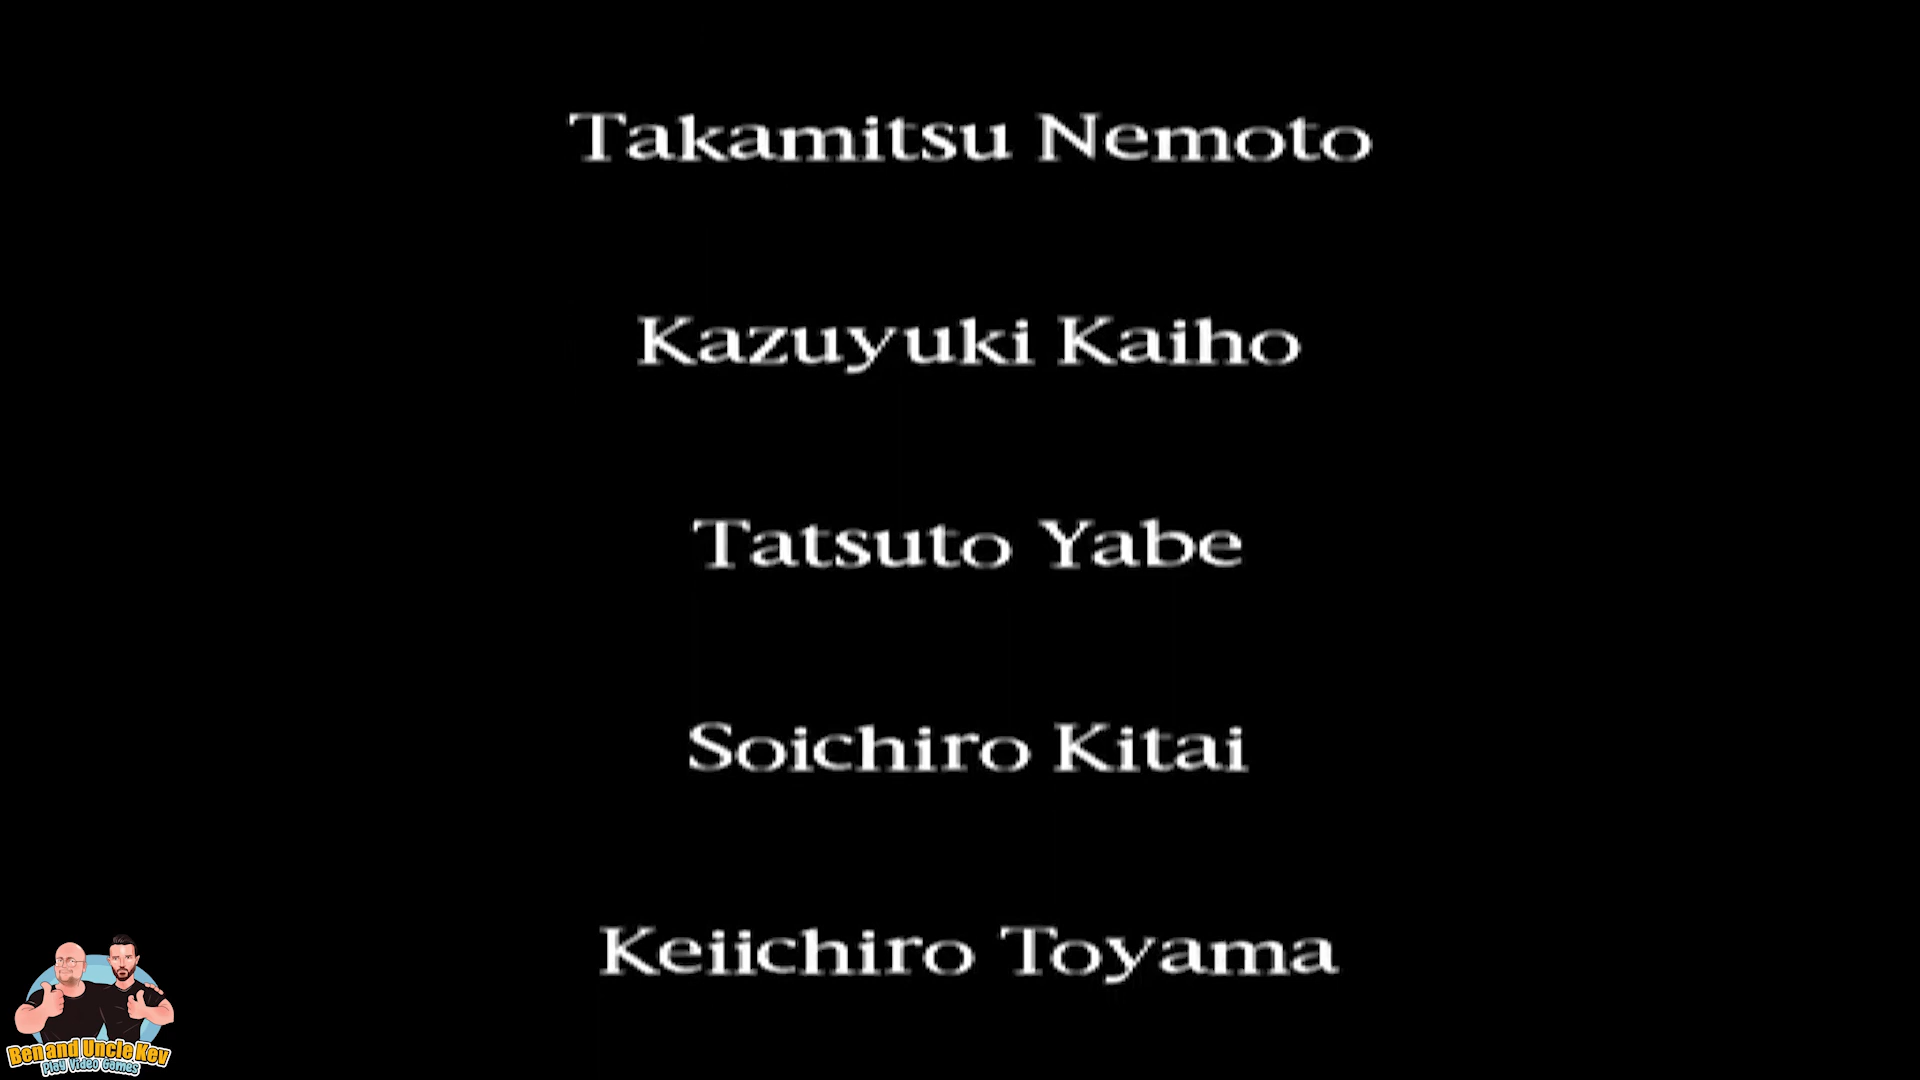 Takamitsu Nemoto
Kazuyuki Kaiho
Tatsuto Yabe
Soichiro Kitai
Keiichiro Toyama
Ben and Uncle Kev
Play Video Games